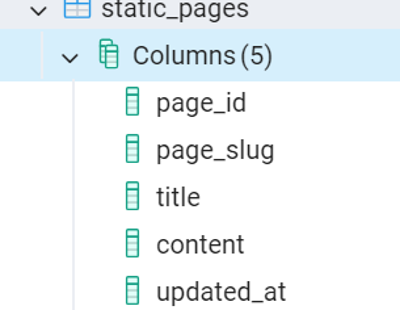 static_pages
Columns (5)
page_id
page_slug
title
content
updated_at